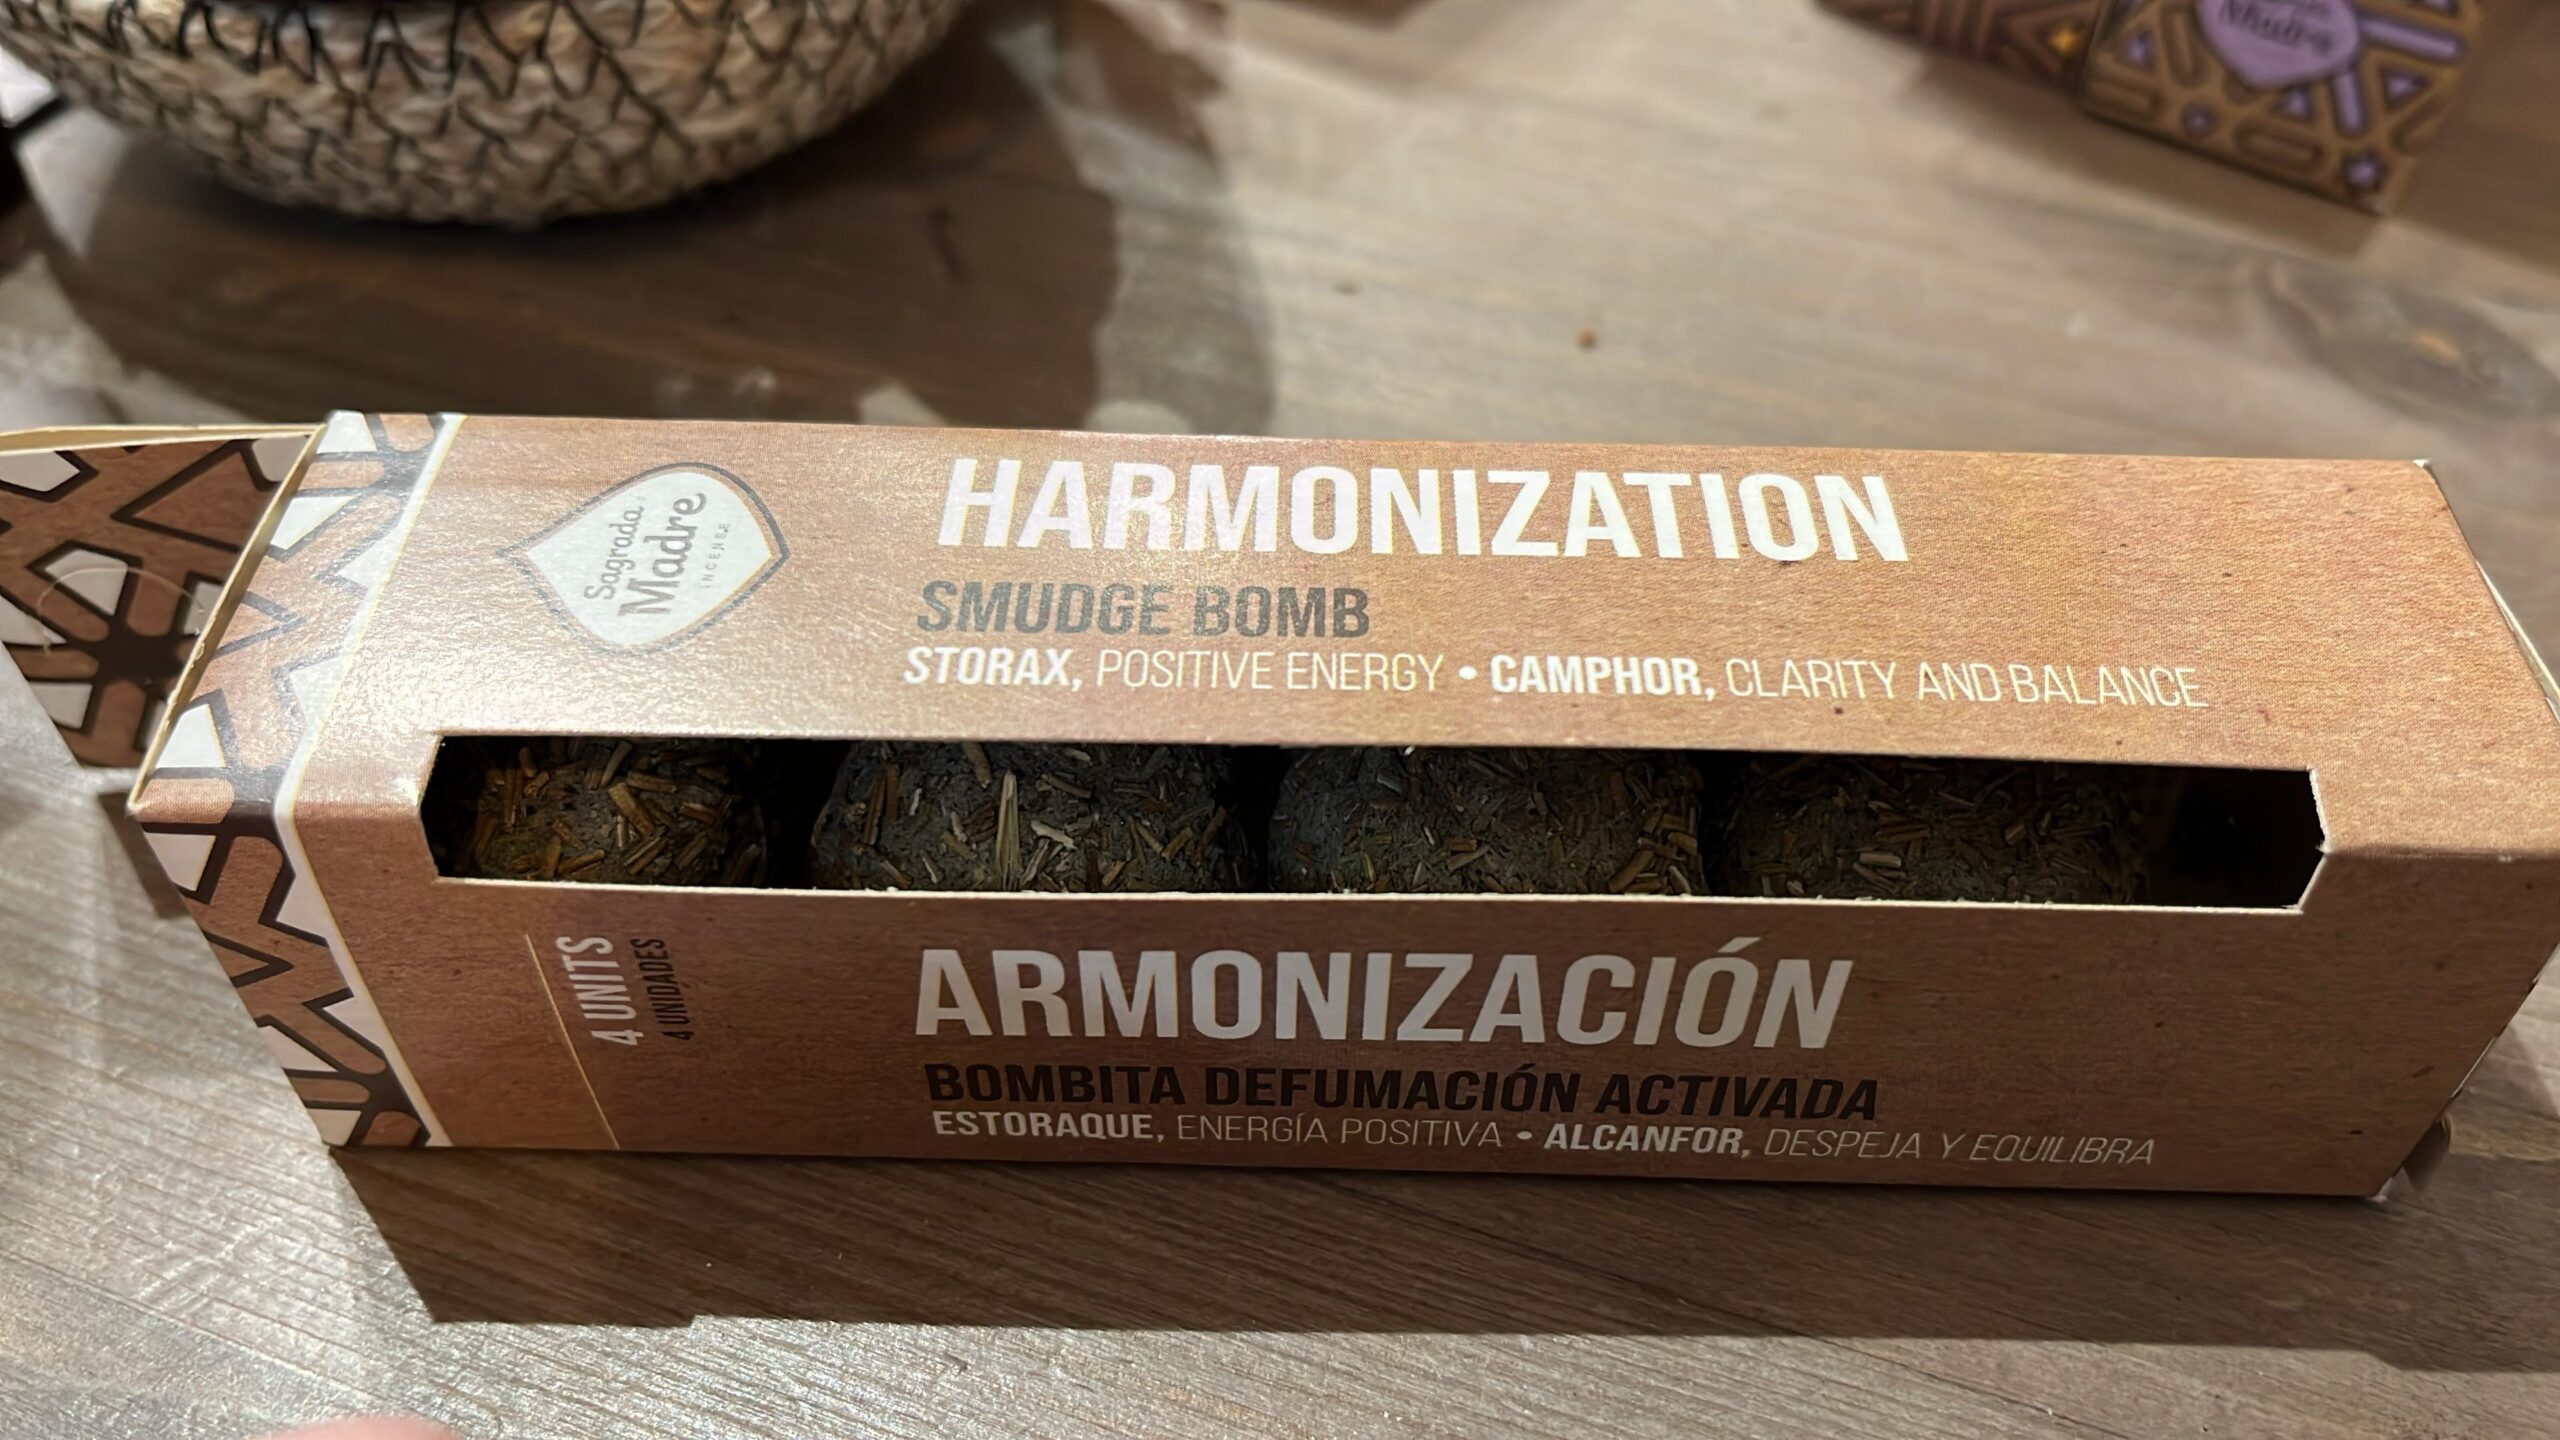 Madre
Sagrada
Madre
INCENSE
HARMONIZATION
SMUDGE BOMB
STORAX, POSITIVE ENERGY • CAMPHOR, CLARITY AND BALANCE
4 UNITS
4 UNIDADES
ARMONIZACIÓN
BOMBITA DEFUMACIÓN ACTIVADA
ESTORAQUE, ENERGÍA POSITIVA • ALCANFOR, DESPEJA Y EQUILIBRA